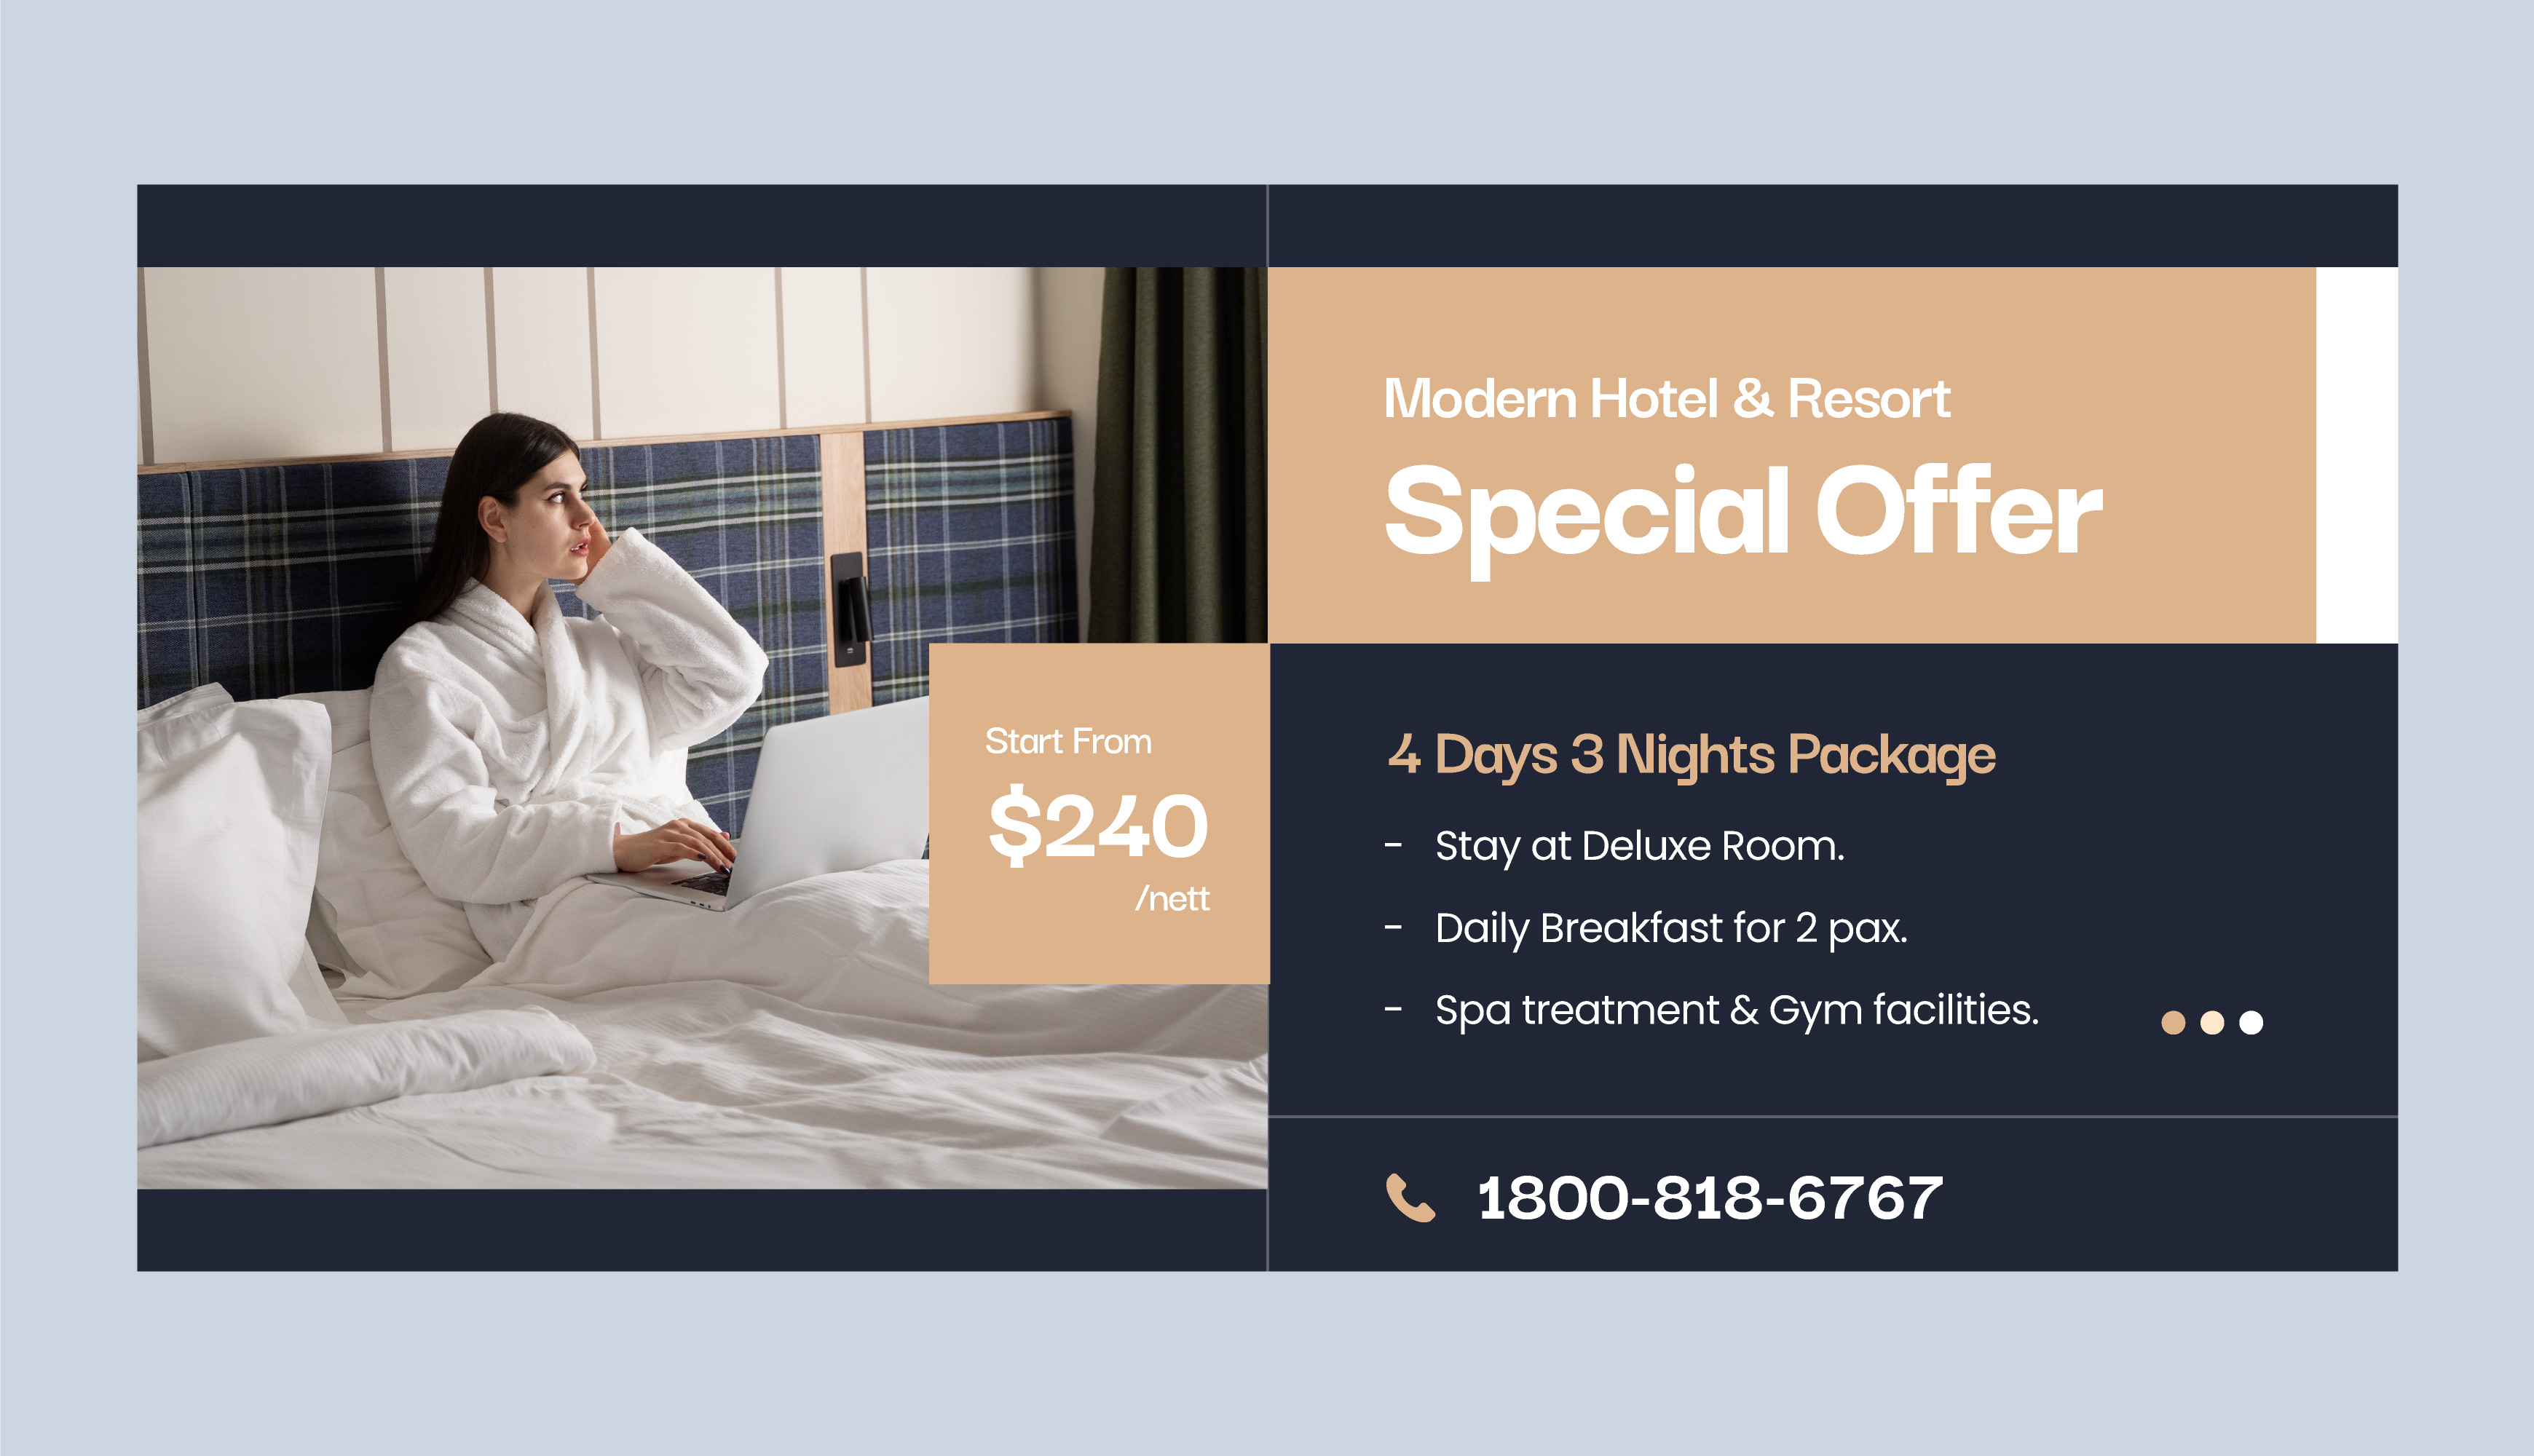 Modern Hotel & Resort
Special Offer
Start From
$240
/nett
4 Days 3 Nights Package
- Stay at Deluxe Room.
- Daily Breakfast for 2 pax.
- Spa treatment & Gym facilities.
1800-818-6767